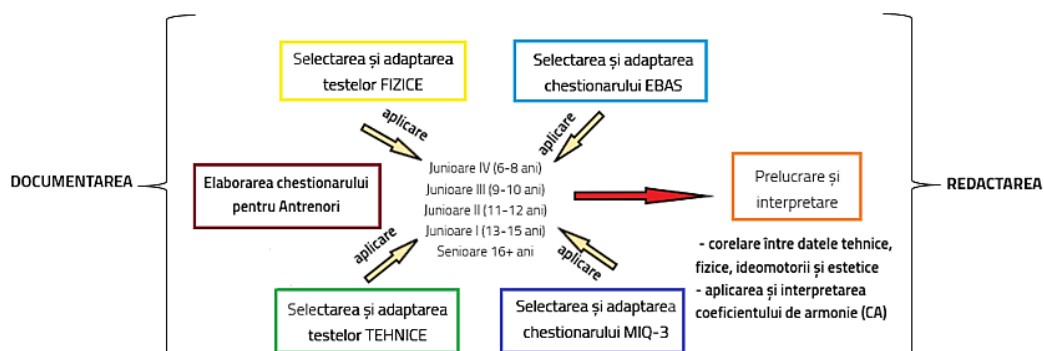 DOCUMENTAREA
Selectarea și adaptarea
testelor FIZICE
Selectarea și adaptarea
chestionarului EBAS
aplicare
aplicare
Elaborarea chestionarului
pentru Antrenori
Junioare IV (6-8 ani)
Junioare III (9-10 ani)
Junioare II (11-12 ani)
Junioare I (13-15 ani)
Senioare 16+ ani
Prelucrare și
interpretare
- corelare între datele tehnice,
fizice, ideomotorii și estetice
- aplicarea și interpretarea
coeficientului de armonie (CA)
aplicare
aplicare
Selectarea și adaptarea
testelor TEHNICE
Selectarea și adaptarea
chestionarului MIQ-3
REDACTAREA